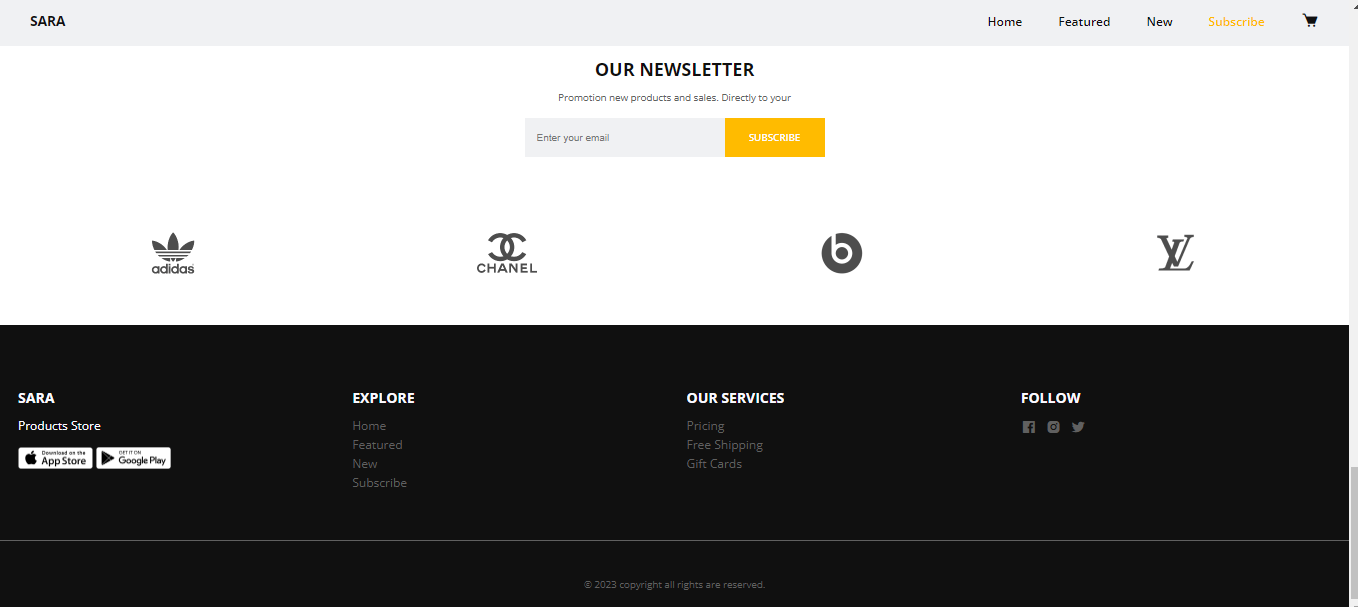 SARA
Home
Featured
New
Subscribe
OUR NEWSLETTER
Promotion new products and sales. Directly to your
Enter your email
SUBSCRIBE
adidas
CHANEL
b
LV
SARA
Products Store
Download on the
App Store
GET IT ON
Google Play
EXPLORE
Home
Featured
New
Subscribe
OUR SERVICES
Pricing
Free Shipping
Gift Cards
FOLLOW
© 2023 copyright all rights are reserved.